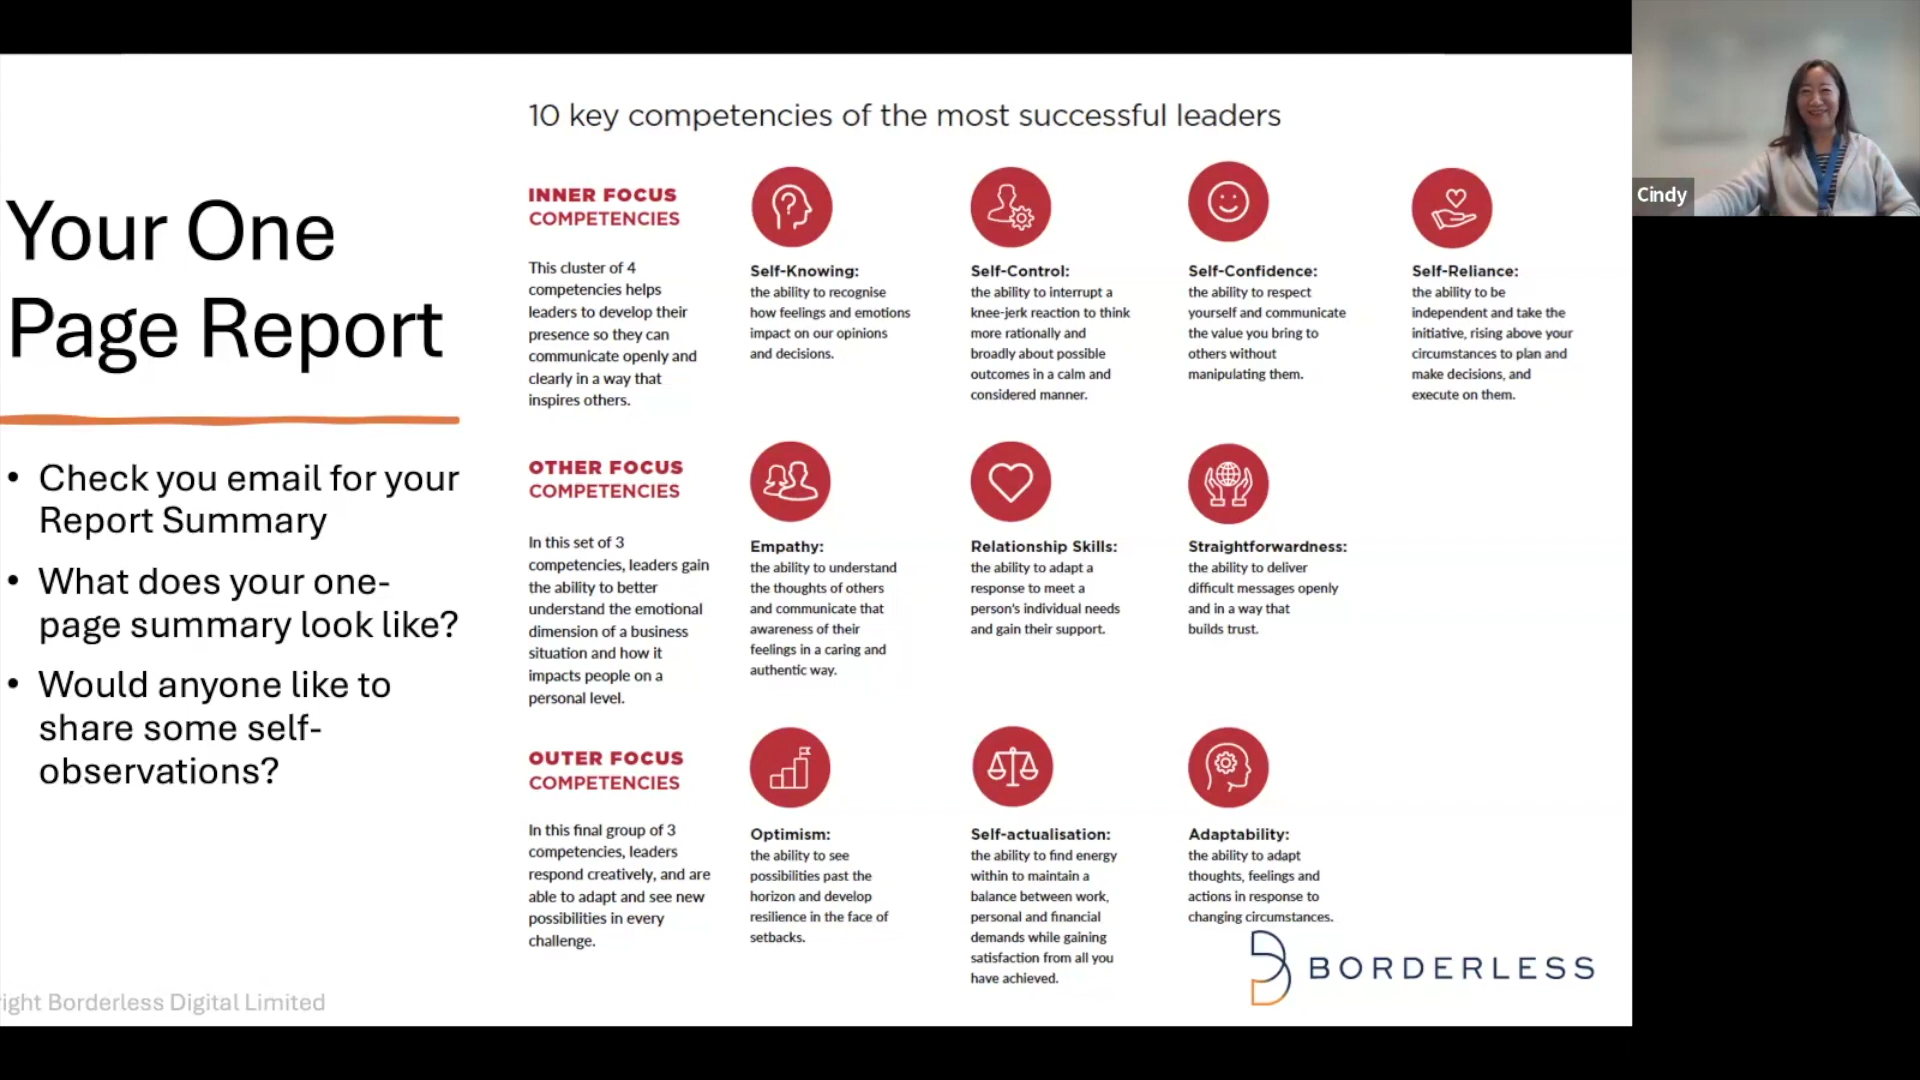 Your One
Page Report
• Check you email for your
Report Summary
• What does your one-
page summary look like?
• Would anyone like to
share some self-
observations?
10 key competencies of the most successful leaders
INNER FOCUS
COMPETENCIES
This cluster of 4
competencies helps
leaders to develop their
presence so they can
communicate openly and
clearly in a way that
inspires others.
Self-Knowing:
the ability to recognise
how feelings and emotions
impact on our opinions
and decisions.
Self-Control:
the ability to interrupt a
knee-jerk reaction to think
more rationally and
broadly about possible
outcomes in a calm and
considered manner.
Self-Confidence:
the ability to respect
yourself and communicate
the value you bring to
others without
manipulating them.
Self-Reliance:
the ability to be
independent and take the
initiative, rising above your
circumstances to plan and
make decisions, and
execute on them.
OTHER FOCUS
COMPETENCIES
In this set of 3
competencies, leaders gain
the ability to better
understand the emotional
dimension of a business
situation and how it
impacts people on a
personal level.
Empathy:
the ability to understand
the thoughts of others
and communicate that
awareness of their
feelings in a caring and
authentic way.
Relationship Skills:
the ability to adapt a
response to meet a
person's individual needs
and gain their support.
Straightforwardness:
the ability to deliver
difficult messages openly
and in a way that
builds trust.
OUTER FOCUS
COMPETENCIES
In this final group of 3
competencies, leaders
respond creatively, and are
able to adapt and see new
possibilities in every
challenge.
Optimism:
the ability to see
possibilities past the
horizon and develop
resilience in the face of
setbacks.
Self-actualisation:
the ability to find energy
within to maintain a
balance between work,
personal and financial
demands while gaining
satisfaction from all you
have achieved.
Adaptability:
the ability to adapt
thoughts, feelings and
actions in response to
changing circumstances.
BORDERLESS
ight Borderless Digital Limited
Cindy